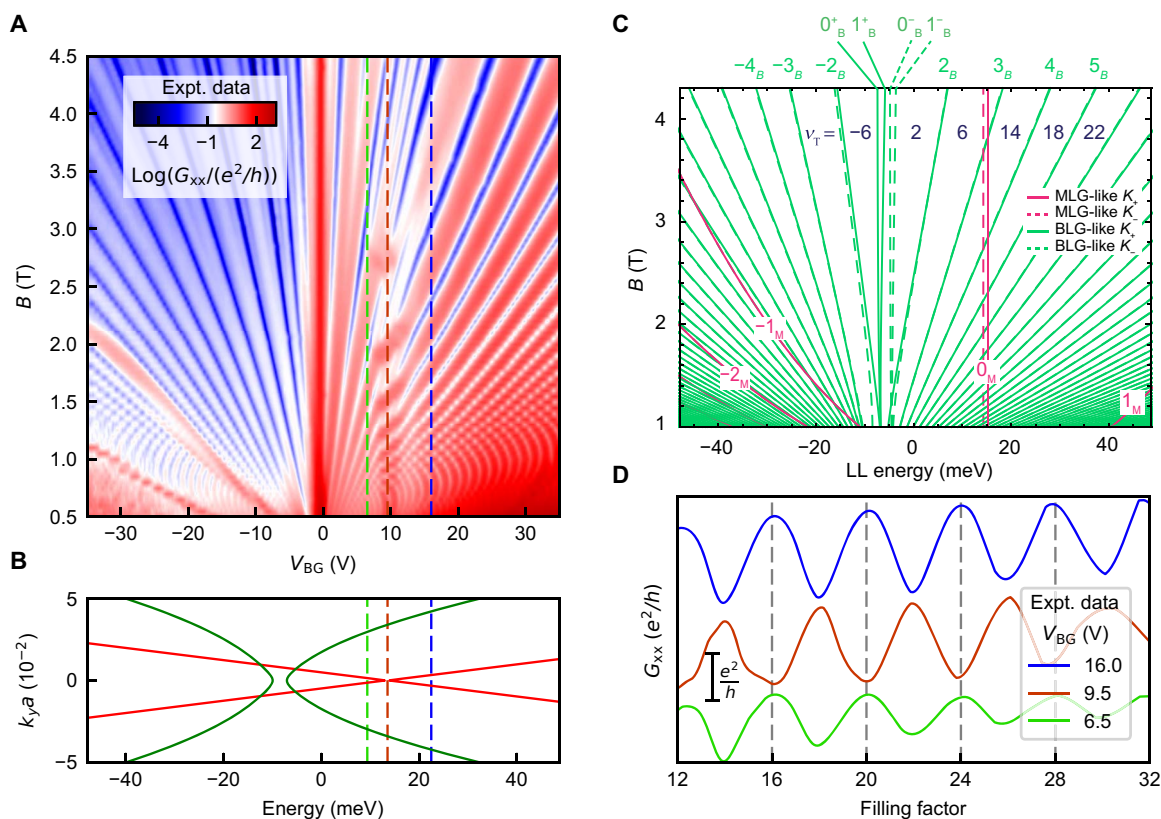 A
4.5
4.0
3.5
3.0
2.5
2.0
1.5
1.0
0.5
B (T)
Expt. data
−4 −1 2
Log(Gxx/(e²/h))
−30 −20 −10 0 10 20 30
VBG (V)
B
5
0
−5
kya (10⁻²)
−40 −20 0 20 40
Energy (meV)
C
0⁺B 1⁺B 0⁻B 1⁻B
−4B −3B −2B 2B 3B 4B 5B
4
3
2
1
B (T)
νT = −6 2 6 14 18 22
MLG-like K+
MLG-like K−
BLG-like K+
BLG-like K−
−1M
−2M
0M
1M
−40 −20 0 20 40
LL energy (meV)
D
Gxx (e²/h)
e²/h
Expt. data
VBG (V)
16.0
9.5
6.5
12 16 20 24 28 32
Filling factor